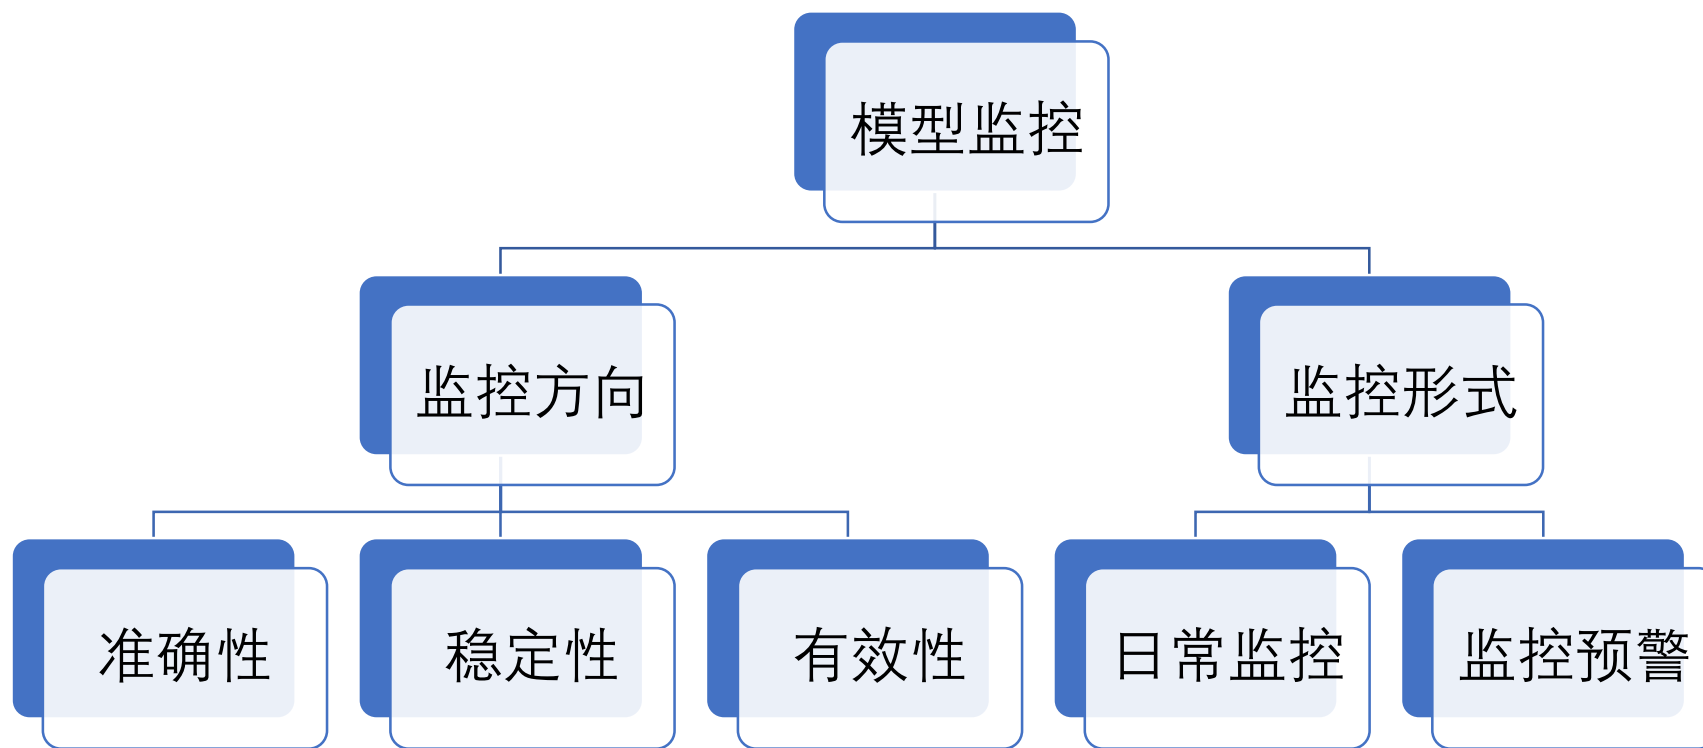 模型监控
监控方向
监控形式
准确性
稳定性
有效性
日常监控
监控预警